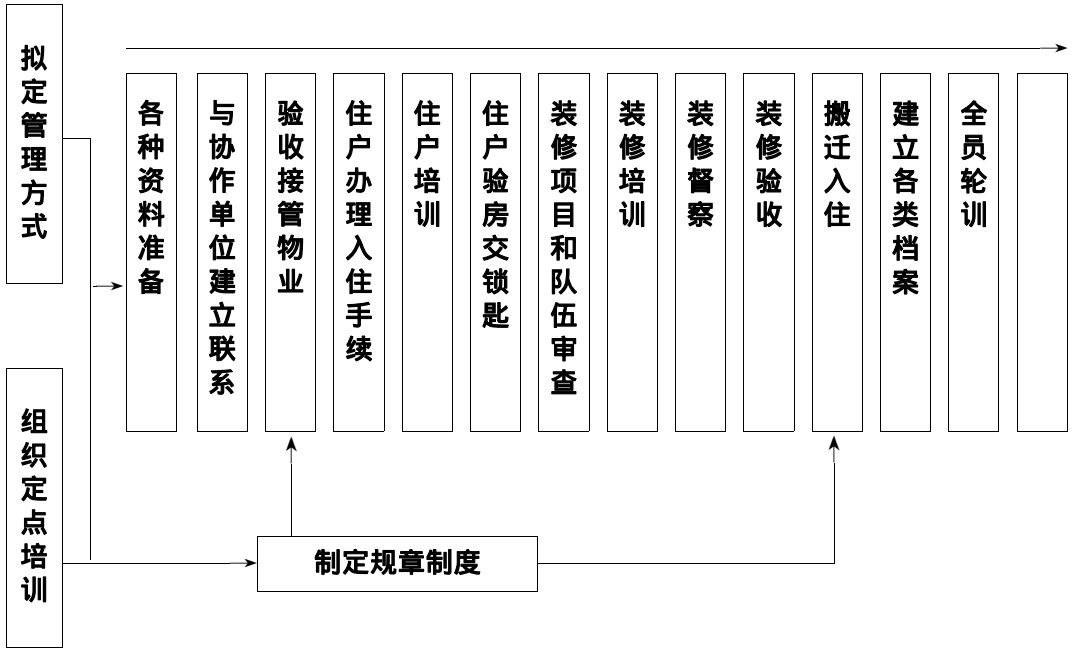 拟定管理方式
各种资料准备
与协作单位建立联系
验收接管物业
住户办理入住手续
住户培训
住户验房交锁匙
装修项目和队伍审查
装修培训
装修督察
装修验收
搬迁入住
建立各类档案
全员轮训
组织定点培训
制定规章制度